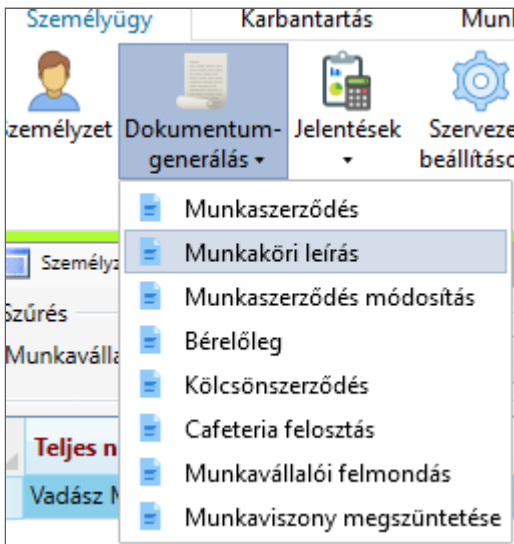 Személyügy Karbantartás
Személyzet Dokumentum- Jelentések
generálás
Munkaszerződés
Munkaköri leírás
Munkaszerződés módosítás
Bérelőleg
Kölcsönszerződés
Cafeteria felosztás
Munkavállalói felmondás
Munkaviszony megszüntetése
Szűrés
Teljes
Vadász